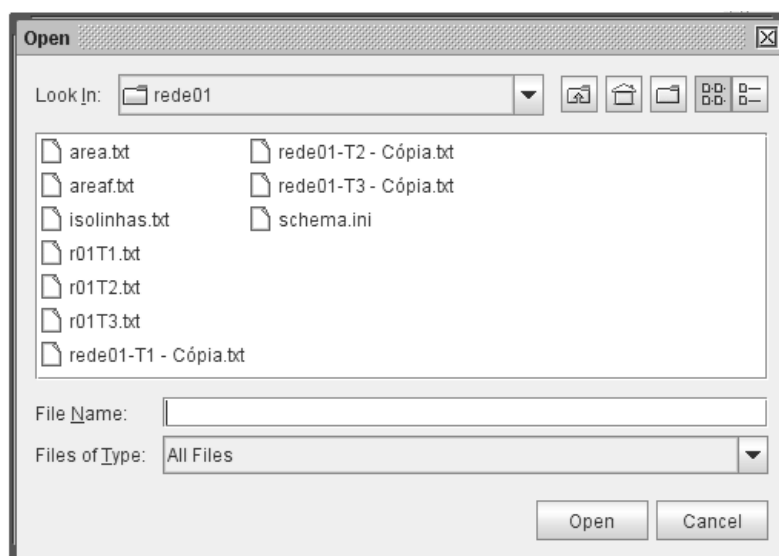 Open
Look In: rede01
area.txt
areaf.txt
isolinhas.txt
r01T1.txt
r01T2.txt
r01T3.txt
rede01-T1 - Cópia.txt
rede01-T2 - Cópia.txt
rede01-T3 - Cópia.txt
schema.ini
File Name:
Files of Type: All Files
Open Cancel